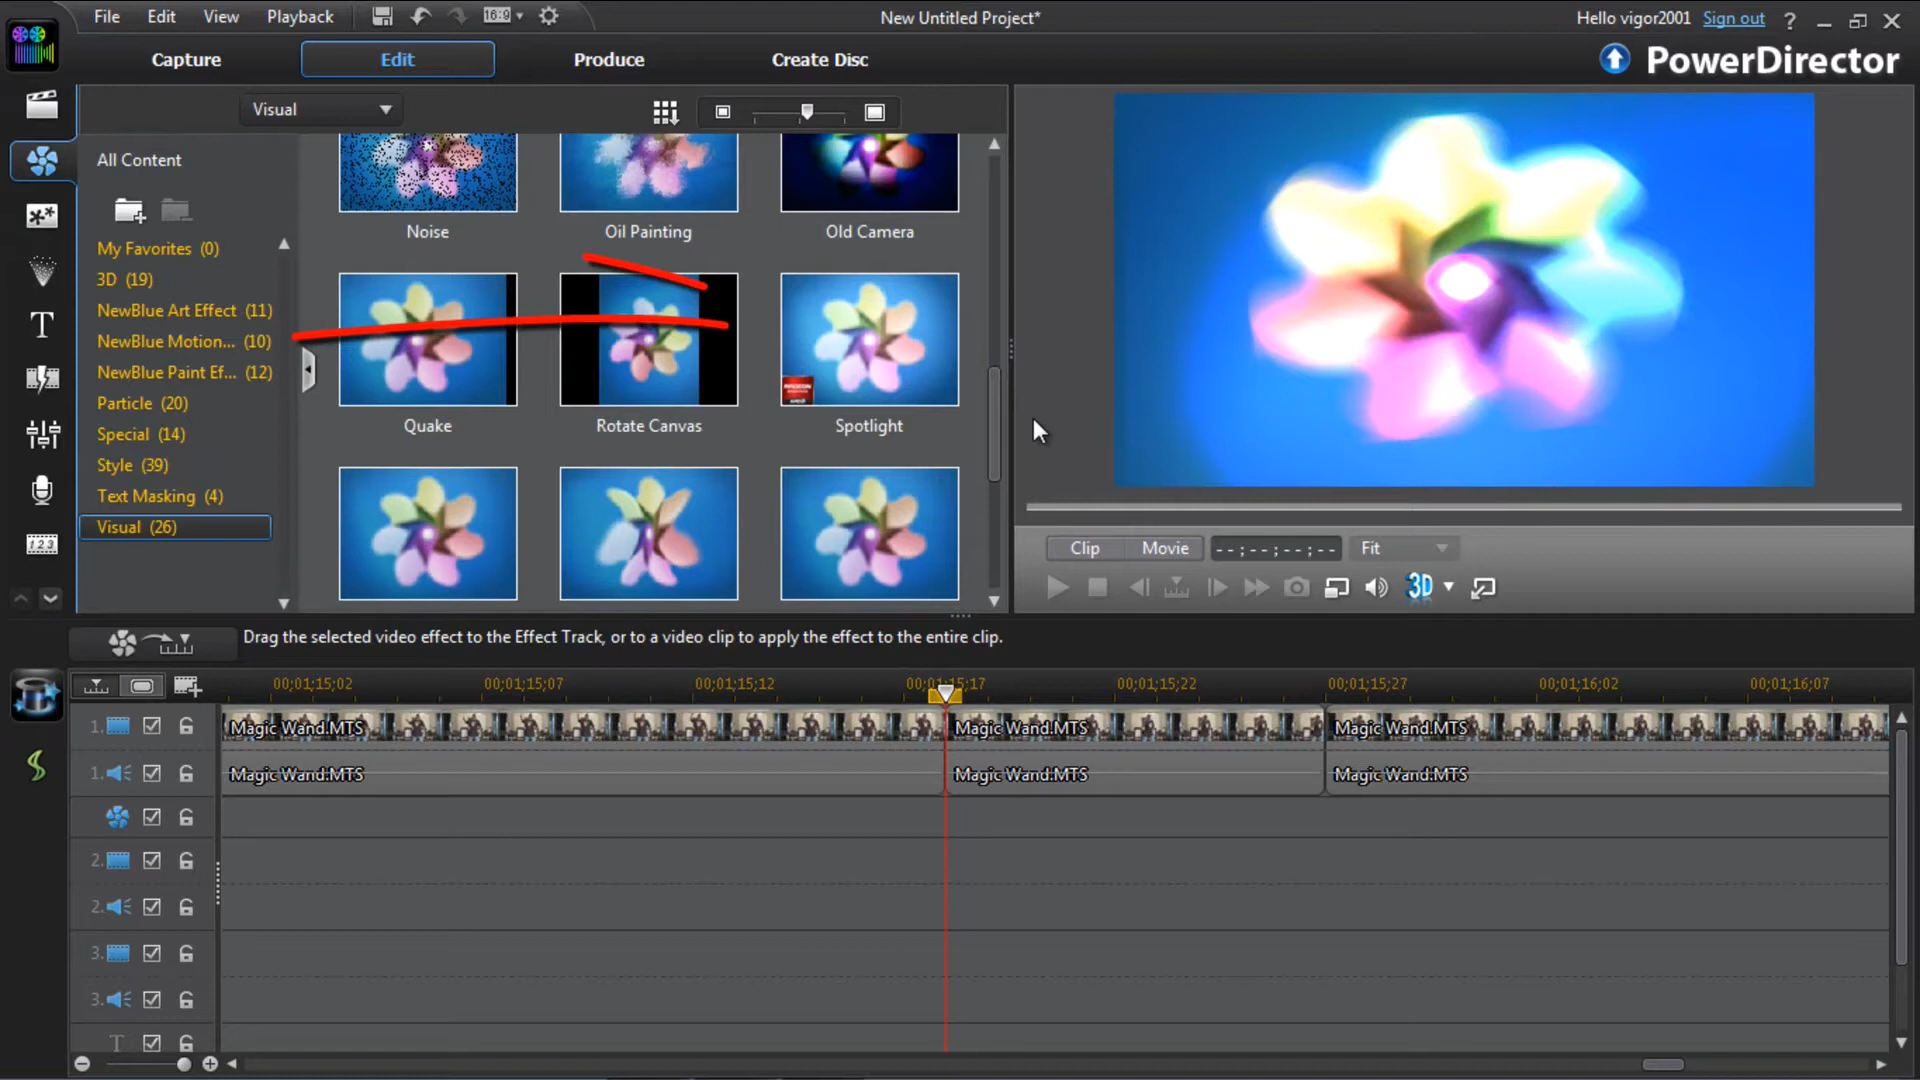 File Edit View Playback 16:9 New Untitled Project* Hello vigor2001 Sign out ?
Capture Edit Produce Create Disc PowerDirector
Visual
All Content
My Favorites (0)
3D (19)
NewBlue Art Effect (11)
NewBlue Motion... (10)
NewBlue Paint Ef... (12)
Particle (20)
Special (14)
Style (39)
Text Masking (4)
Visual (26)
Noise Oil Painting Old Camera
Quake Rotate Canvas Spotlight
Clip Movie --;--;--;-- Fit
3D
T
123
Drag the selected video effect to the Effect Track, or to a video clip to apply the effect to the entire clip.
00;01;15;02 00;01;15;07 00;01;15;12 00;01;15;17 00;01;15;22 00;01;15;27 00;01;16;02 00;01;16;07
1. Magic Wand.MTS Magic Wand.MTS Magic Wand.MTS
1. Magic Wand.MTS Magic Wand.MTS Magic Wand.MTS
2.
2.
3.
3.
T